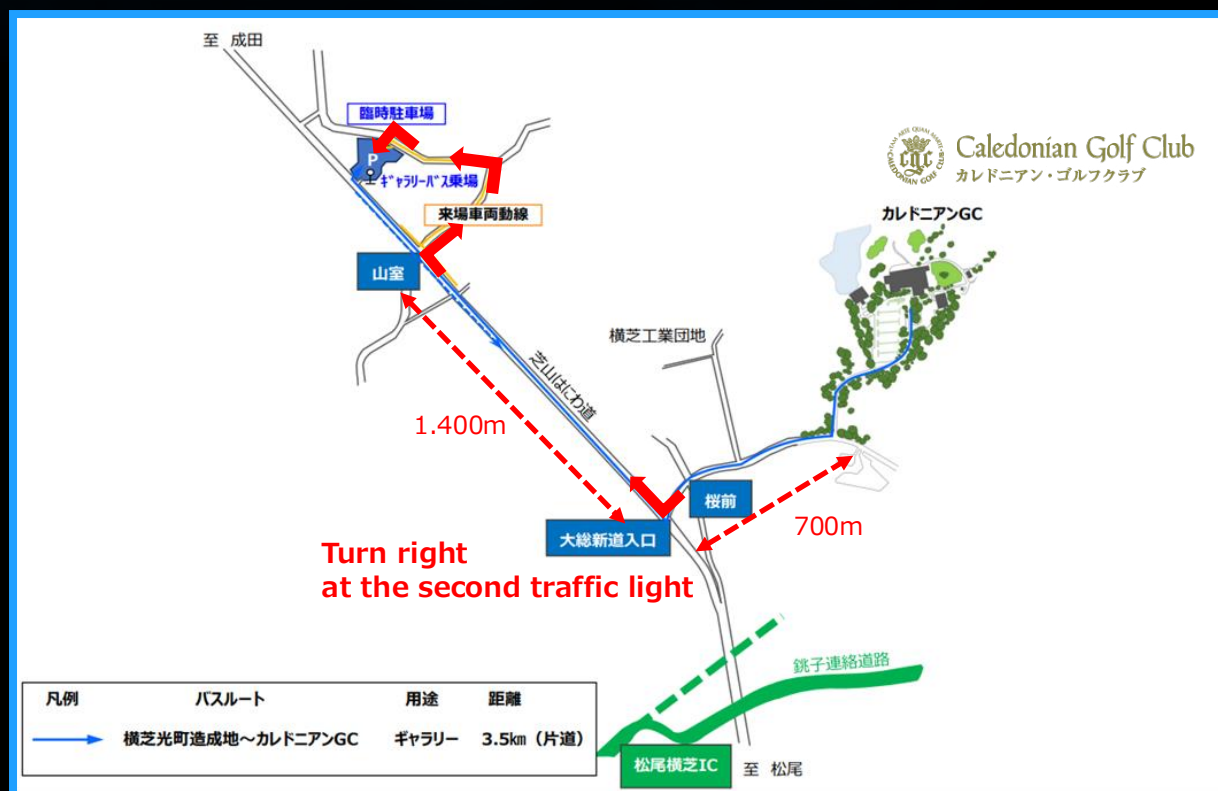 至 成田
臨時駐車場
P
ギャラリーバス乗場
来場車両動線
山室
Caledonian Golf Club
カレドニアン・ゴルフクラブ
CGC
カレドニアンGC
横芝工業団地
芝山はにわ道
1.400m
桜前
700m
大総新道入口
Turn right
at the second traffic light
銚子連絡道路
松尾横芝IC
至 松尾
凡例 バスルート 用途 距離
横芝光町造成地～カレドニアンGC ギャラリー 3.5㎞（片道）